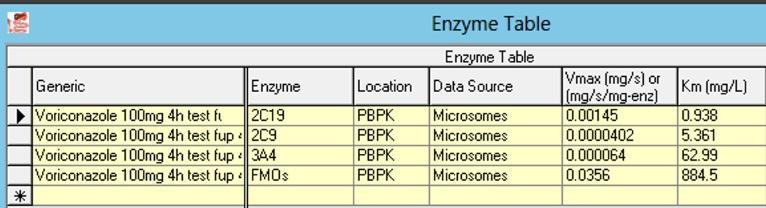 Enzyme Table
Enzyme Table
Generic Enzyme Location Data Source Vmax (mg/s) or (mg/s/mg-enz) Km (mg/L)
Voriconazole 100mg 4h test fu 2C19 PBPK Microsomes 0.00145 0.938
Voriconazole 100mg 4h test fup 2C9 PBPK Microsomes 0.0000402 5.361
Voriconazole 100mg 4h test fup 3A4 PBPK Microsomes 0.000064 62.99
Voriconazole 100mg 4h test fup FMOs PBPK Microsomes 0.0356 884.5